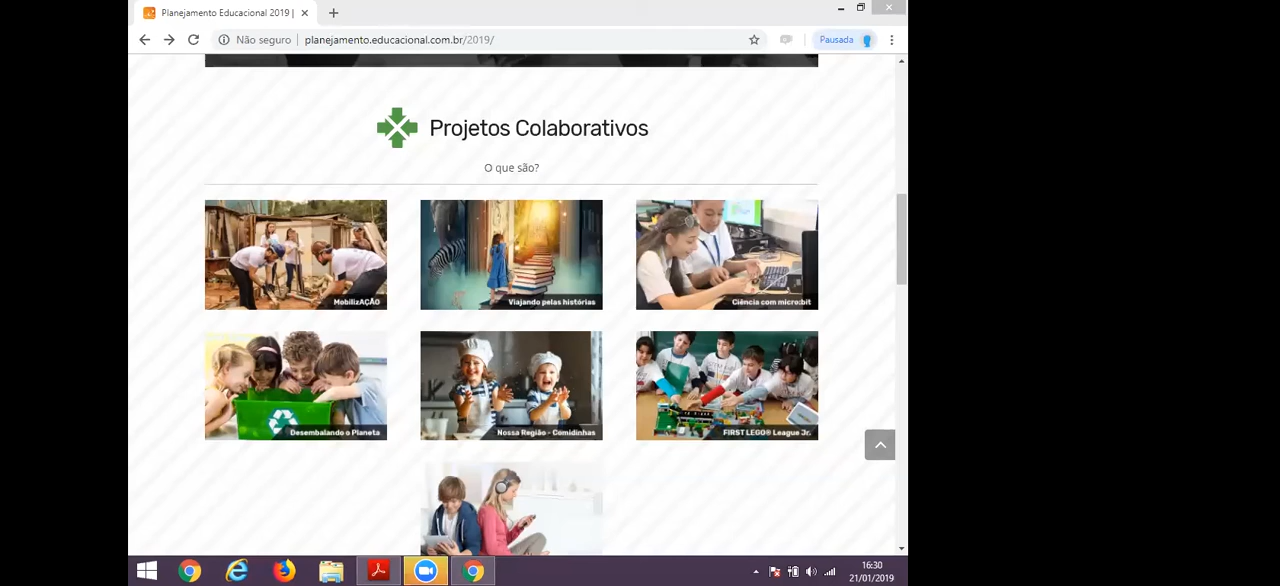 Planejamento Educacional 2019 |
Não seguro
planejamento.educacional.com.br/2019/
Pausada
Projetos Colaborativos
O que são?
MobilizAÇÃO
Viajando pelas histórias
Ciência com micro:bit
Desembalando o Planeta
Nossa Região - Comidinhas
FIRST LEGO® League Jr.
16:30
21/01/2019